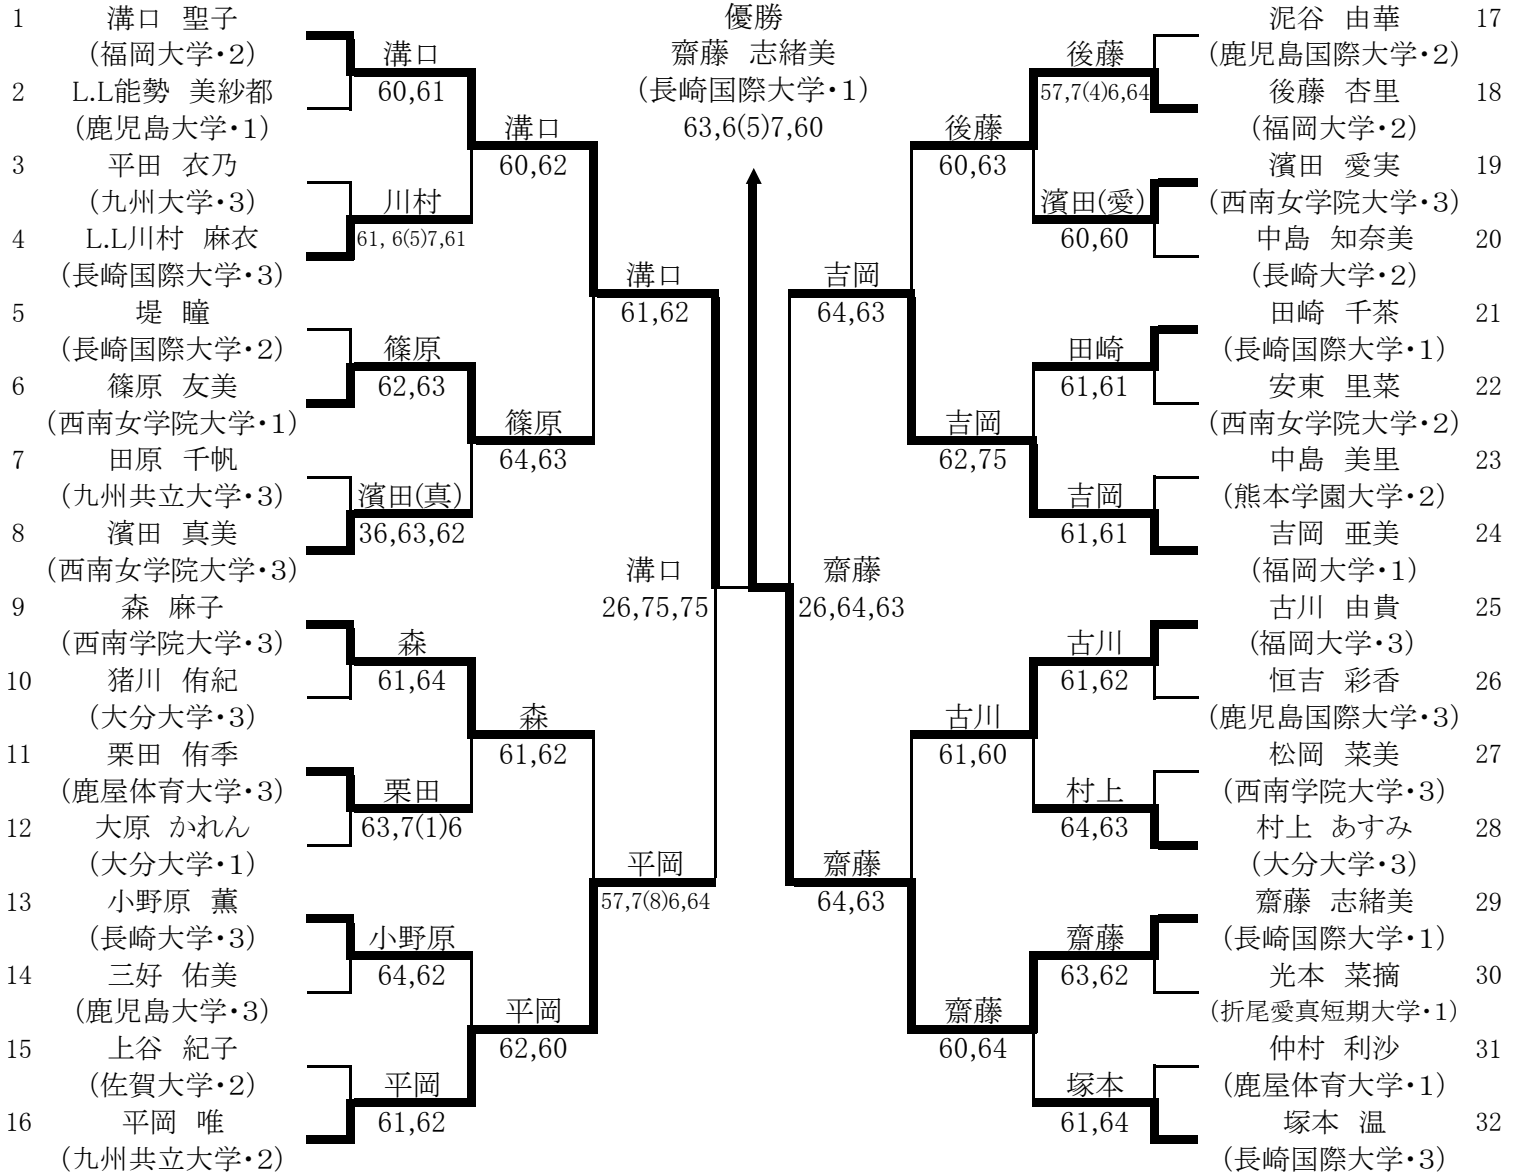 優勝
齋藤 志緒美
(長崎国際大学・1)
63,6(5)7,60
1 溝口 聖子
(福岡大学・2)
2 L.L能勢 美紗都
(鹿児島大学・1)
3 平田 衣乃
(九州大学・3)
4 L.L川村 麻衣
(長崎国際大学・3)
5 堤 瞳
(長崎国際大学・2)
6 篠原 友美
(西南女学院大学・1)
7 田原 千帆
(九州共立大学・3)
8 濱田 真美
(西南女学院大学・3)
9 森 麻子
(西南学院大学・3)
10 猪川 侑紀
(大分大学・3)
11 栗田 侑季
(鹿屋体育大学・3)
12 大原 かれん
(大分大学・1)
13 小野原 薫
(長崎大学・3)
14 三好 佑美
(鹿児島大学・3)
15 上谷 紀子
(佐賀大学・2)
16 平岡 唯
(九州共立大学・2)
溝口
60,61
川村
61, 6(5)7,61
篠原
62,63
濱田(真)
36,63,62
森
61,64
栗田
63,7(1)6
小野原
64,62
平岡
61,62
溝口
60,62
篠原
64,63
森
61,62
平岡
62,60
溝口
61,62
平岡
57,7(8)6,64
溝口
26,75,75
齋藤
26,64,63
吉岡
64,63
齋藤
64,63
後藤
60,63
吉岡
62,75
古川
61,60
齋藤
60,64
後藤
57,7(4)6,64
濱田(愛)
60,60
田崎
61,61
吉岡
61,61
古川
61,62
村上
64,63
齋藤
63,62
塚本
61,64
泥谷 由華 17
(鹿児島国際大学・2)
後藤 杏里 18
(福岡大学・2)
濱田 愛実 19
(西南女学院大学・3)
中島 知奈美 20
(長崎大学・2)
田崎 千茶 21
(長崎国際大学・1)
安東 里菜 22
(西南女学院大学・2)
中島 美里 23
(熊本学園大学・2)
吉岡 亜美 24
(福岡大学・1)
古川 由貴 25
(福岡大学・3)
恒吉 彩香 26
(鹿児島国際大学・3)
松岡 菜美 27
(西南学院大学・3)
村上 あすみ 28
(大分大学・3)
齋藤 志緒美 29
(長崎国際大学・1)
光本 菜摘 30
(折尾愛真短期大学・1)
仲村 利沙 31
(鹿屋体育大学・1)
塚本 温 32
(長崎国際大学・3)